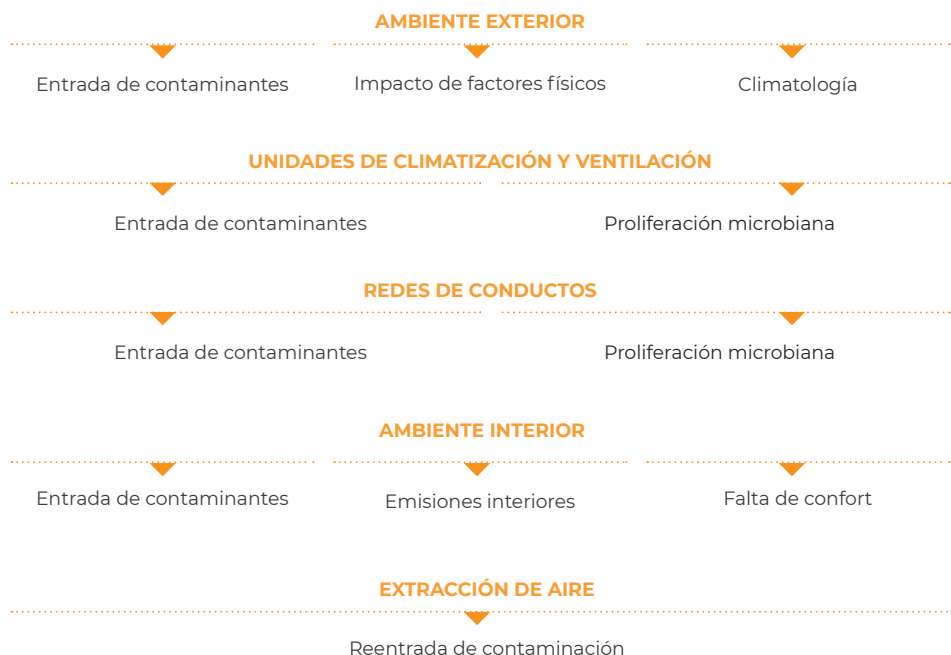 AMBIENTE EXTERIOR
Entrada de contaminantes
Impacto de factores físicos
Climatología
UNIDADES DE CLIMATIZACIÓN Y VENTILACIÓN
Entrada de contaminantes
Proliferación microbiana
REDES DE CONDUCTOS
Entrada de contaminantes
Proliferación microbiana
AMBIENTE INTERIOR
Entrada de contaminantes
Emisiones interiores
Falta de confort
EXTRACCIÓN DE AIRE
Reentrada de contaminación